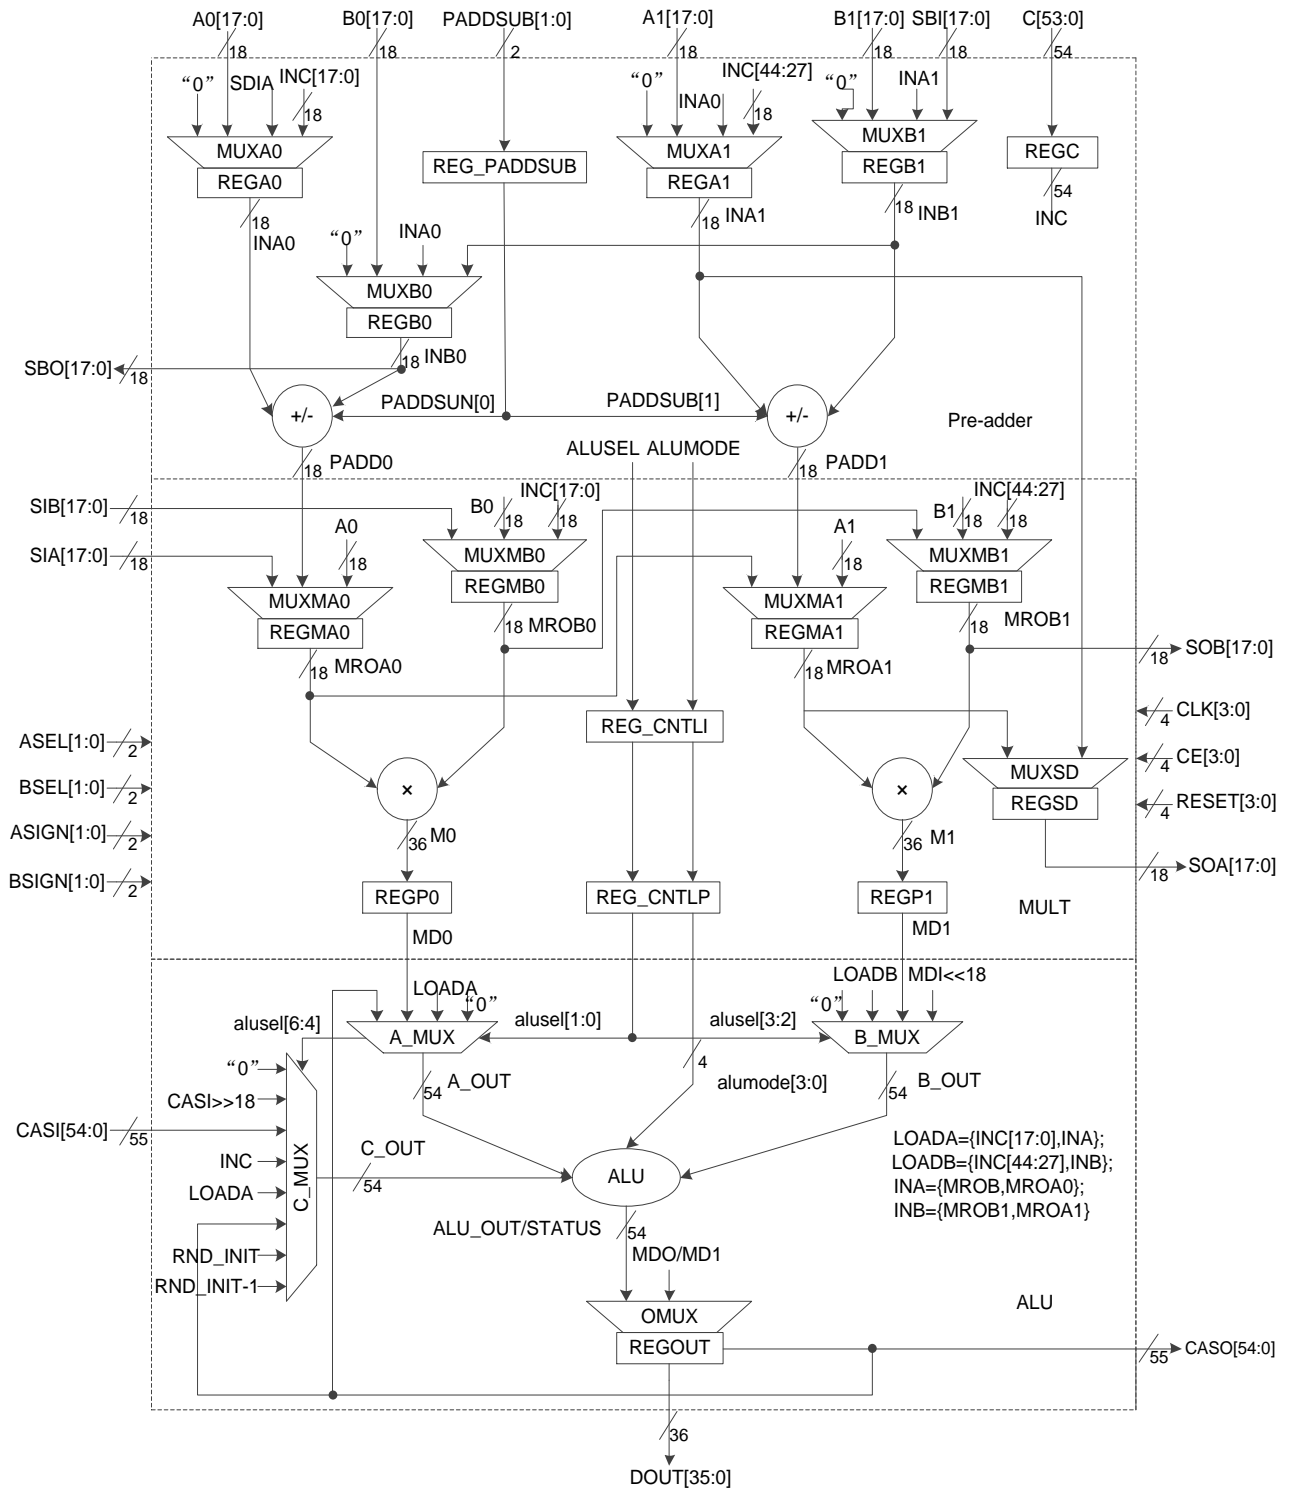 A0[17:0] B0[17:0] PADDSUB[1:0] A1[17:0] B1[17:0] SBI[17:0] C[53:0]
18 18 2 18 18 18 54
“0” SDIA INC[17:0] “0” INA0 INC[44:27] “0” INA1
18 18
MUXA0 MUXA1 MUXB1
REG_PADDSUB REGC
REGA0 REGA1 REGB1
18 18 INA1 18 INB1 54
INA0 INC
“0” INA0
MUXB0
REGB0
18 INB0
SBO[17:0] 18
+/- PADDSUN[0] PADDSUB[1] +/-
Pre-adder
ALUSEL ALUMODE
18 PADD0 18 PADD1
SIB[17:0] 18 B0 18 INC[17:0] 18 B1 18 INC[44:27] 18
SIA[17:0] 18 A0 18 A1 18
MUXMB0 MUXMB1
REGMB0 REGMB1
MUXMA0 MUXMA1
REGMA0 REGMA1
18 MROB0 18 MROB1
18 MROA0 18 MROA1
18 SOB[17:0]
REG_CNTLI
4 CLK[3:0]
ASEL[1:0] 2
4 CE[3:0]
MUXSD
BSEL[1:0] 2
× ×
REGSD
4 RESET[3:0]
ASIGN[1:0] 2
36 M0 36 M1
18 SOA[17:0]
BSIGN[1:0] 2
REGP0 REG_CNTLP REGP1
MULT
MD0 MD1
LOADA “0” “0” LOADB MDI<<18
alusel[6:4] A_MUX alusel[1:0] alusel[3:2] B_MUX
“0”
54 A_OUT 4 alumode[3:0] 54 B_OUT
CASI>>18
CASI[54:0] 55
C_MUX
C_OUT
54
INC
LOADA
RND_INIT
RND_INIT-1
ALU
LOADA={INC[17:0],INA};
LOADB={INC[44:27],INB};
INA={MROB,MROA0};
INB={MROB1,MROA1}
ALU_OUT/STATUS 54
MDO/MD1
OMUX
ALU
REGOUT
55 CASO[54:0]
36
DOUT[35:0]